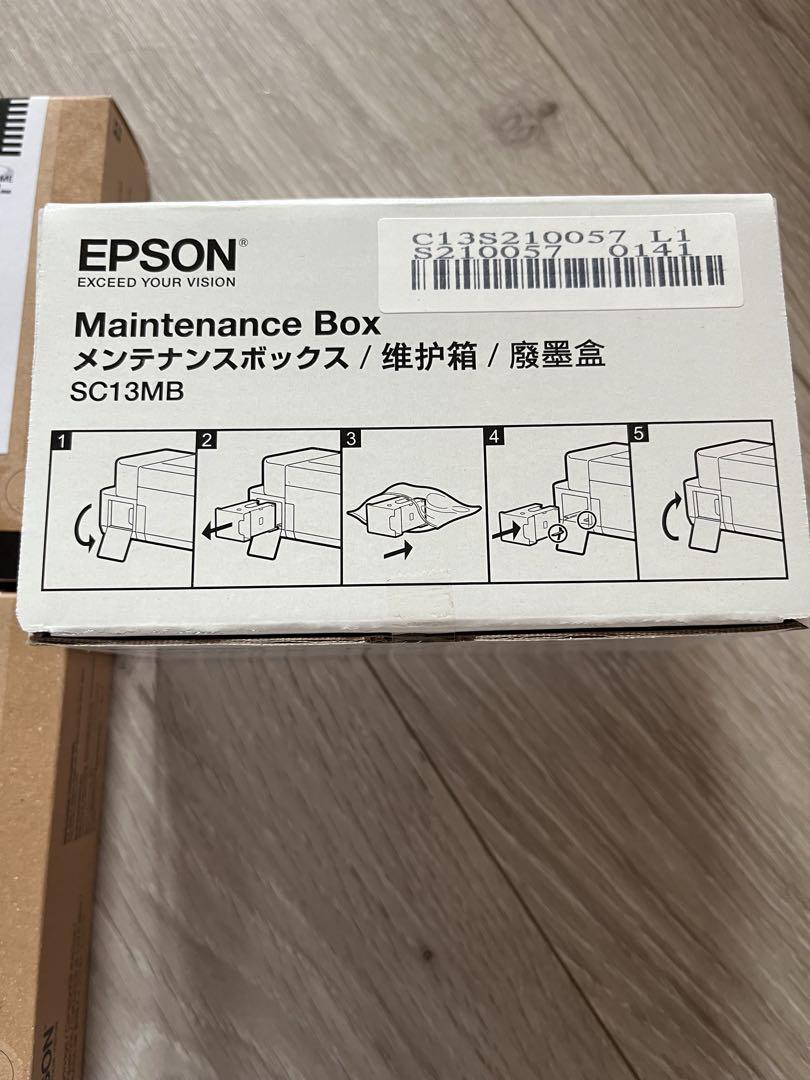 EPSON®
EXCEED YOUR VISION
C13S210057 L1
S210057 0141
Maintenance Box
メンテナンスボックス / 维护箱 / 廢墨盒
SC13MB
1 2 3 4 5